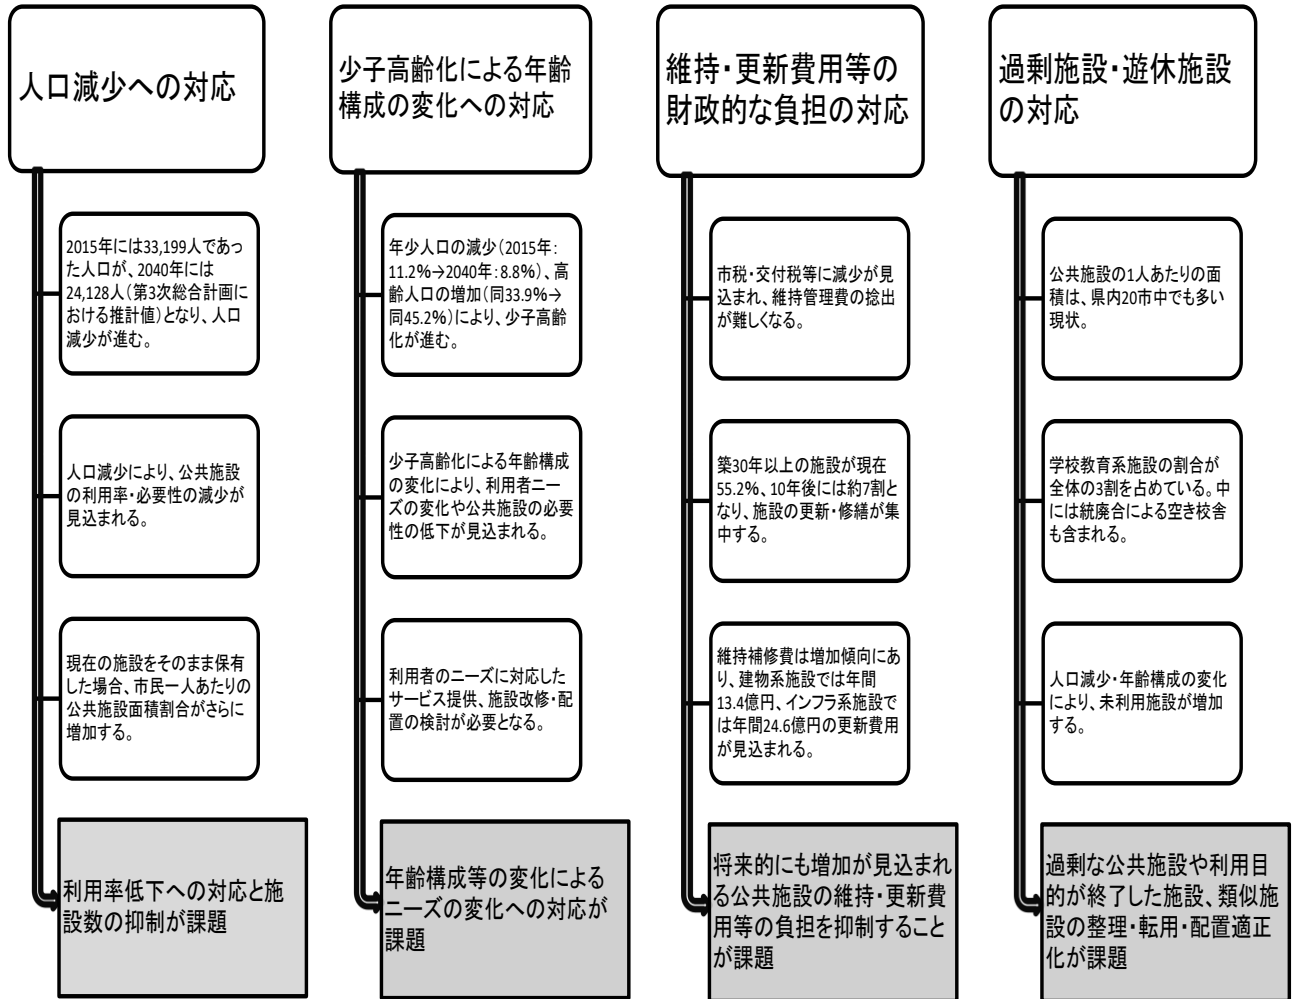 人口減少への対応
2015年には33,199人であっ
た人口が、2040年には
24,128人（第3次総合計画に
おける推計値）となり、人口
減少が進む。
人口減少により、公共施設
の利用率・必要性の減少が
見込まれる。
現在の施設をそのまま保有
した場合、市民一人あたりの
公共施設面積割合がさらに
増加する。
利用率低下への対応と施
設数の抑制が課題
少子高齢化による年齢
構成の変化への対応
年少人口の減少（2015年：
11.2%→2040年：8.8%）、高
齢人口の増加（同33.9%→
同45.2%）により、少子高齢
化が進む。
少子高齢化による年齢構成
の変化により、利用者ニー
ズの変化や公共施設の必要
性の低下が見込まれる。
利用者のニーズに対応した
サービス提供、施設改修・配
置の検討が必要となる。
年齢構成等の変化による
ニーズの変化への対応が
課題
維持・更新費用等の
財政的な負担の対応
市税・交付税等に減少が見
込まれ、維持管理費の捻出
が難しくなる。
築30年以上の施設が現在
55.2%、10年後には約7割と
なり、施設の更新・修繕が集
中する。
維持補修費は増加傾向にあ
り、建物系施設では年間
13.4億円、インフラ系施設で
は年間24.6億円の更新費用
が見込まれる。
将来的にも増加が見込まれ
る公共施設の維持・更新費
用等の負担を抑制すること
が課題
過剰施設・遊休施設
の対応
公共施設の1人あたりの面
積は、県内20市中でも多い
現状。
学校教育系施設の割合が
全体の3割を占めている。中
には統廃合による空き校舎
も含まれる。
人口減少・年齢構成の変化
により、未利用施設が増加
する。
過剰な公共施設や利用目
的が終了した施設、類似施
設の整理・転用・配置適正
化が課題